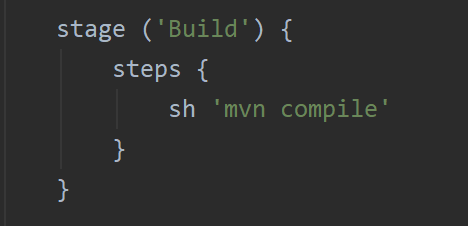 stage ('Build') {
    steps {
        sh 'mvn compile'
    }
}